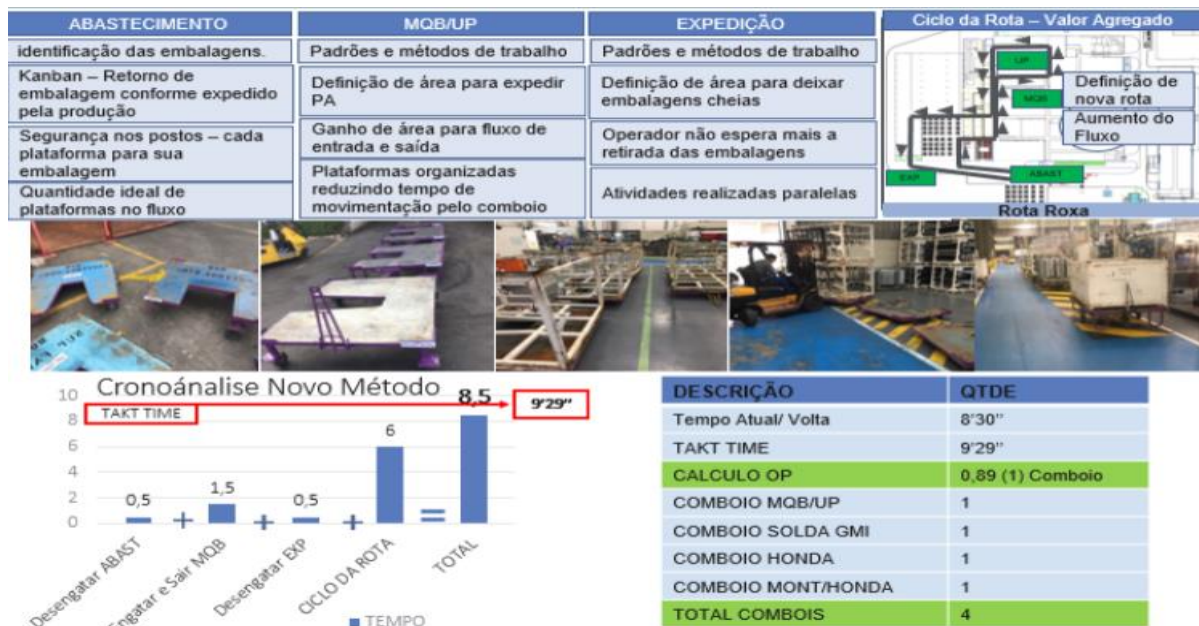 ABASTECIMENTO
identificação das embalagens.
Kanban – Retorno de
embalagem conforme expedido
pela produção
Segurança nos postos – cada
plataforma para sua
embalagem
Quantidade ideal de
plataformas no fluxo
MQB/UP
Padrões e métodos de trabalho
Definição de área para expedir
PA
Ganho de área para fluxo de
entrada e saída
Plataformas organizadas
reduzindo tempo de
movimentação pelo comboio
EXPEDIÇÃO
Padrões e métodos de trabalho
Definição de área para deixar
embalagens cheias
Operador não espera mais a
retirada das embalagens
Atividades realizadas paralelas
Ciclo da Rota – Valor Agregado
UP
MQB
Definição de
nova rota
Aumento do
Fluxo
EXP
ABAST
Rota Roxa
Cronoánalise Novo Método
TAKT TIME
9'29"
10
8
6
4
2
0
0,5
+
1,5
+
0,5
+
6
=
8,5
Desengatar ABAST
ngatar e Sair MQB
Desengatar EXP
CICLO DA ROTA
TOTAL
TEMPO
DESCRIÇÃO QTDE
Tempo Atual/ Volta 8'30"
TAKT TIME 9'29"
CALCULO OP 0,89 (1) Comboio
COMBOIO MQB/UP 1
COMBOIO SOLDA GMI 1
COMBOIO HONDA 1
COMBOIO MONT/HONDA 1
TOTAL COMBOIS 4